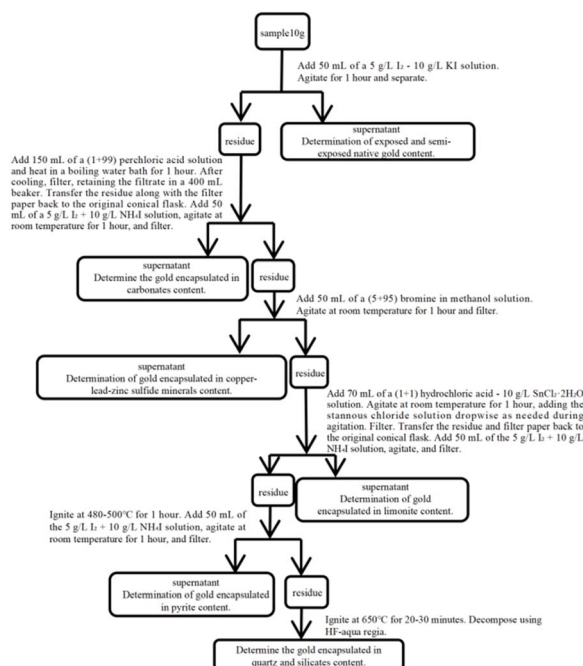 sample10g
Add 50 mL of a 5 g/L I₂ - 10 g/L KI solution.
Agitate for 1 hour and separate.
residue
supernatant
Determination of exposed and semi-
exposed native gold content.
Add 150 mL of a (1+99) perchloric acid solution
and heat in a boiling water bath for 1 hour. After
cooling, filter, retaining the filtrate in a 400 mL
beaker. Transfer the residue along with the filter
paper back to the original conical flask. Add 50
mL of a 5 g/L I₂ + 10 g/L NH₄I solution, agitate at
room temperature for 1 hour, and filter.
supernatant
Determine the gold encapsulated in
carbonates content.
residue
Add 50 mL of a (5+95) bromine in methanol solution.
Agitate at room temperature for 1 hour and filter.
supernatant
Determination of gold encapsulated in copper-
lead-zinc sulfide minerals content.
residue
Add 70 mL of a (1+1) hydrochloric acid - 10 g/L SnCl₂·2H₂O
solution. Agitate at room temperature for 1 hour, adding the
stannous chloride solution dropwise as needed during
agitation. Filter. Transfer the residue and filter paper back to
the original conical flask. Add 50 mL of the 5 g/L I₂ + 10 g/L
NH₄I solution, agitate, and filter.
residue
supernatant
Determination of gold
encapsulated in limonite content.
Ignite at 480-500℃ for 1 hour. Add 50 mL of
the 5 g/L I₂ + 10 g/L NH₄I solution, agitate at
room temperature for 1 hour, and filter.
supernatant
Determination of gold encapsulated
in pyrite content.
residue
Ignite at 650℃ for 20-30 minutes. Decompose using
HF-aqua regia.
Determine the gold encapsulated in
quartz and silicates content.